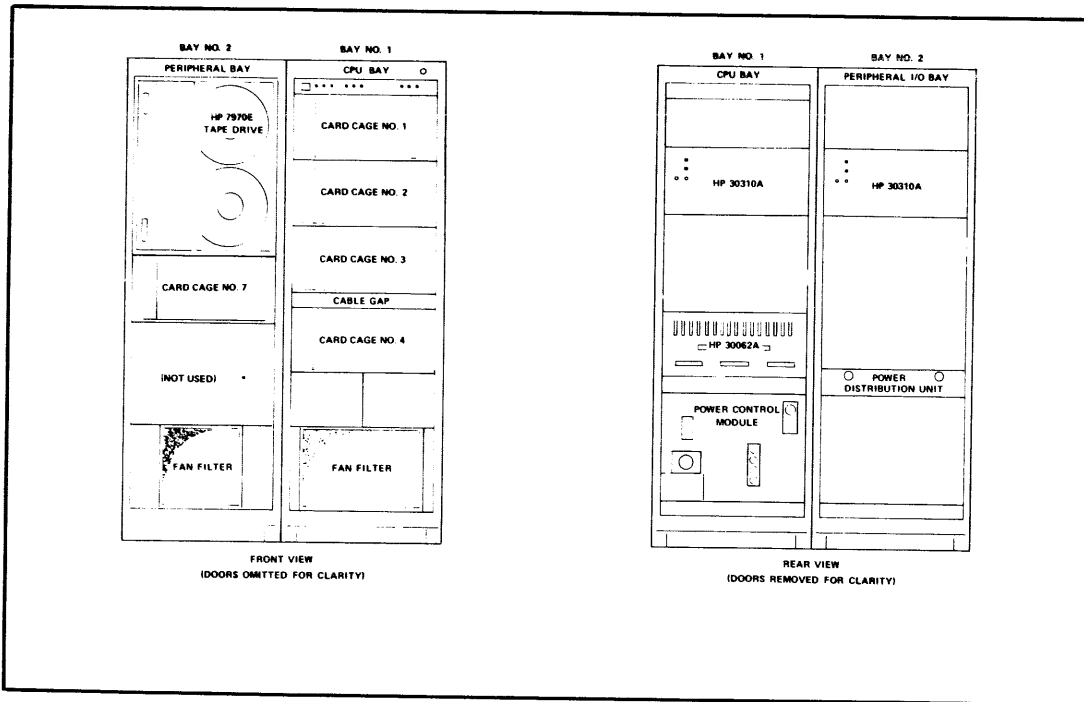 BAY NO. 2
BAY NO. 1
PERIPHERAL BAY
CPU BAY
HP 7970E
TAPE DRIVE
CARD CAGE NO. 1
CARD CAGE NO. 2
CARD CAGE NO. 3
CARD CAGE NO. 7
CABLE GAP
CARD CAGE NO. 4
(NOT USED)
FAN FILTER
FAN FILTER
FRONT VIEW
(DOORS OMITTED FOR CLARITY)
BAY NO. 1
BAY NO. 2
CPU BAY
PERIPHERAL I/O BAY
HP 30310A
HP 30310A
HP 30062A
POWER
DISTRIBUTION UNIT
POWER CONTROL
MODULE
REAR VIEW
(DOORS REMOVED FOR CLARITY)